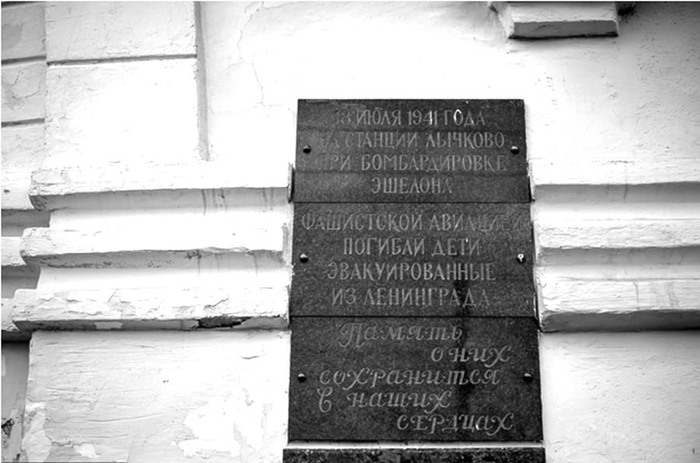 13 ИЮЛЯ 1941 ГОДА
НА СТАНЦИИ ЛЫЧКОВО
ПРИ БОМБАРДИРОВКЕ
ЭШЕЛОНА
ФАШИСТСКОЙ АВИАЦИЕЙ
ПОГИБЛИ ДЕТИ
ЭВАКУИРОВАННЫЕ
ИЗ ЛЕНИНГРАДА
Память
о них
сохранится
в наших
сердцах